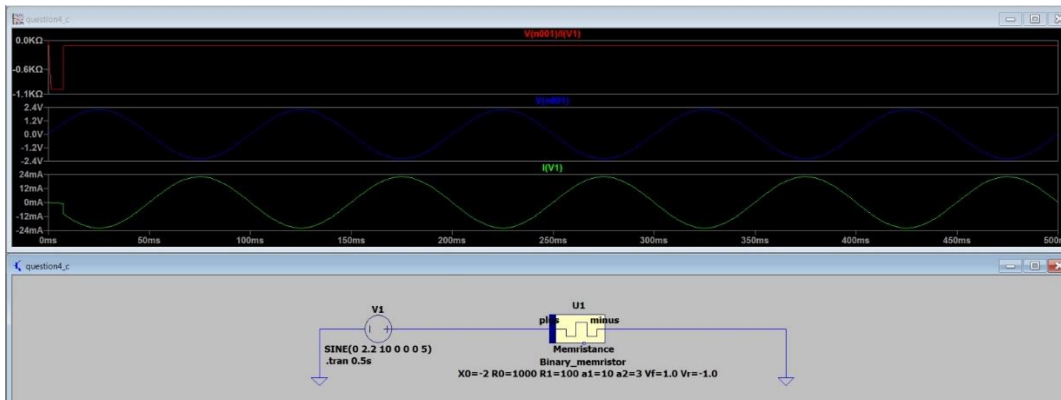 question4_c
V(n001)/I(V1)
0.0KΩ
-0.6KΩ
-1.1KΩ
V(n001)
2.4V
1.2V
0.0V
-1.2V
-2.4V
I(V1)
24mA
12mA
0mA
-12mA
-24mA
0ms 50ms 100ms 150ms 200ms 250ms 300ms 350ms 400ms 450ms 500m
question4_c
V1
U1
plus minus
SINE(0 2.2 10 0 0 0 5)
Memristance
.tran 0.5s
Binary_memristor
X0=-2 R0=1000 R1=100 a1=10 a2=3 Vf=1.0 Vr=-1.0